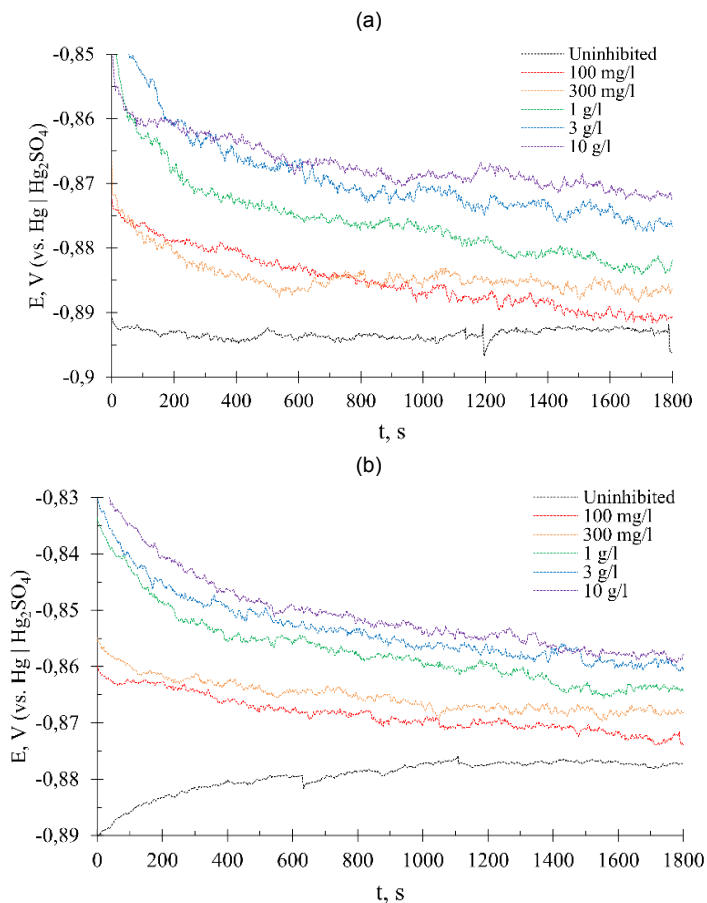 (a)
E, V (vs. Hg | Hg₂SO₄)
-0,85
-0,86
-0,87
-0,88
-0,89
-0,9
Uninhibited
100 mg/l
300 mg/l
1 g/l
3 g/l
10 g/l
0 200 400 600 800 1000 1200 1400 1600 1800
t, s
(b)
E, V (vs. Hg | Hg₂SO₄)
-0,83
-0,84
-0,85
-0,86
-0,87
-0,88
-0,89
Uninhibited
100 mg/l
300 mg/l
1 g/l
3 g/l
10 g/l
0 200 400 600 800 1000 1200 1400 1600 1800
t, s